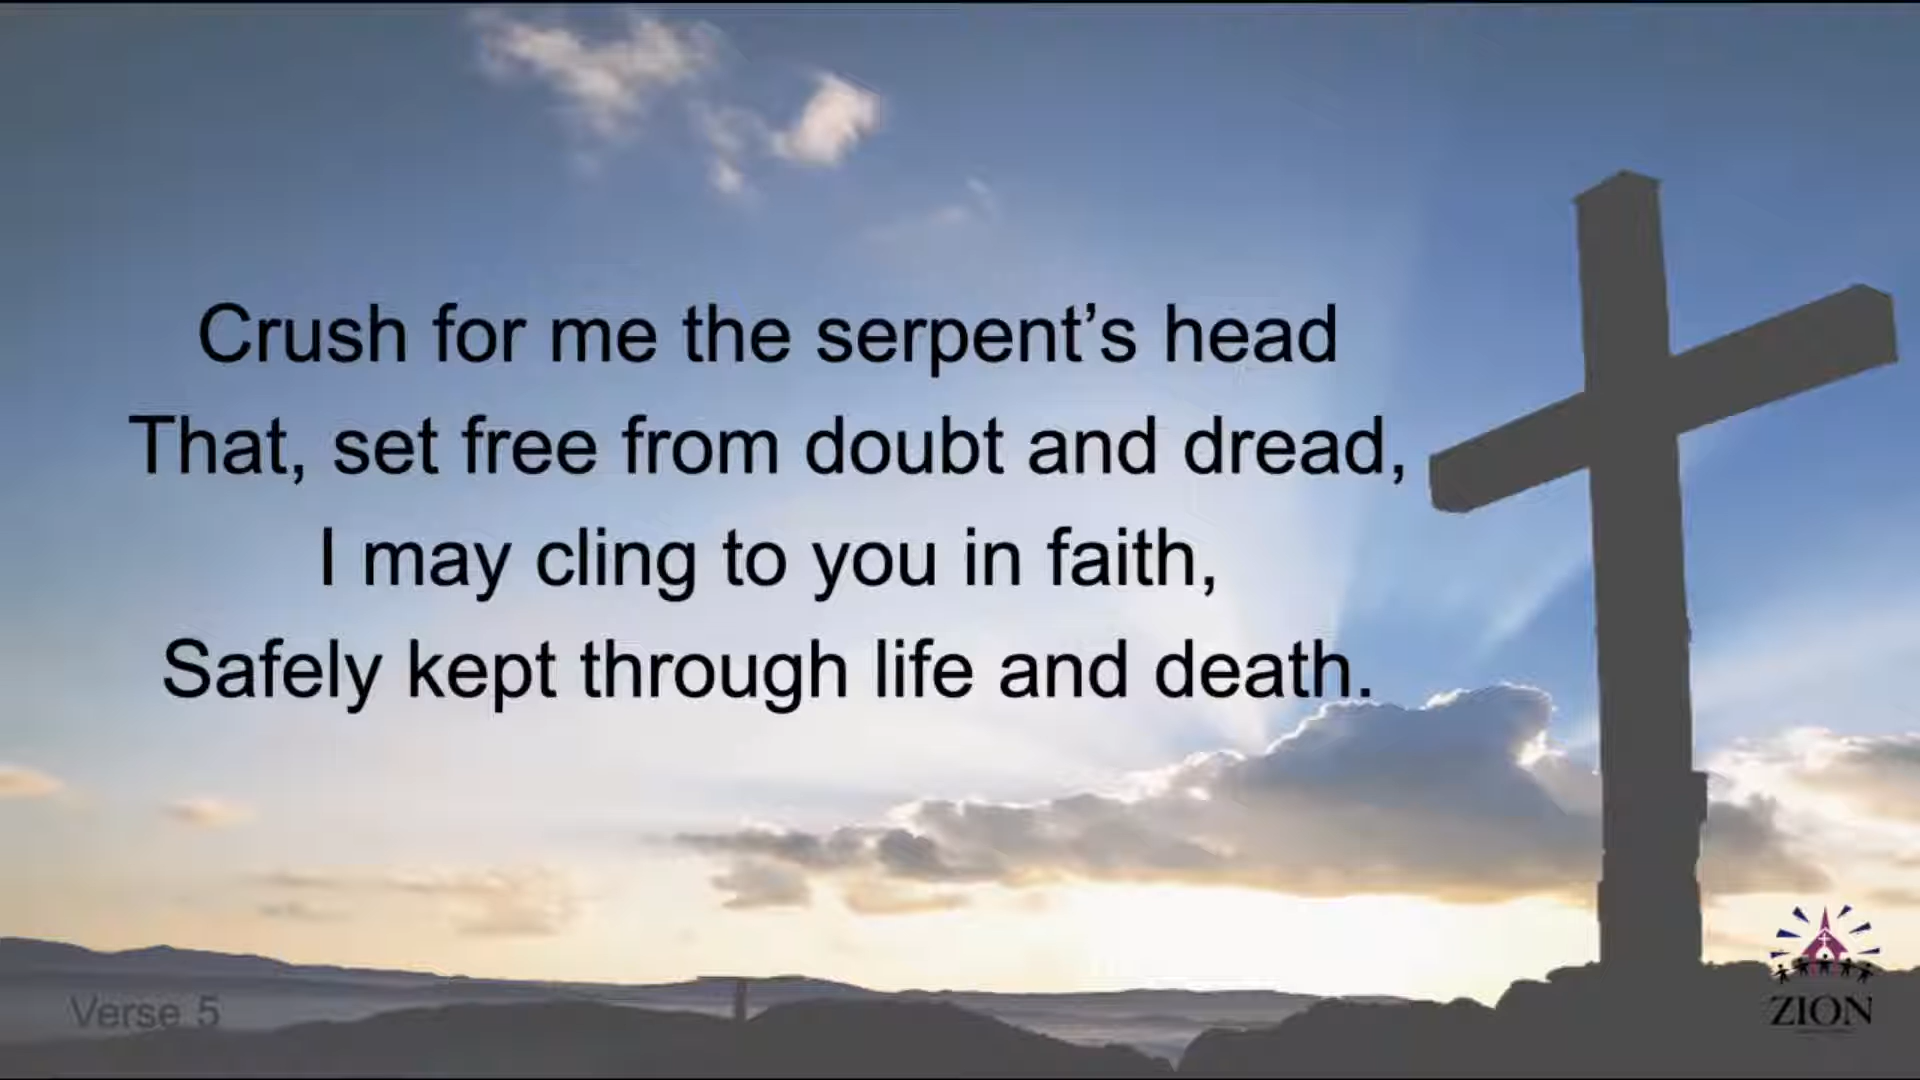 Crush for me the serpent’s head
That, set free from doubt and dread,
I may cling to you in faith,
Safely kept through life and death.
Verse 5
ZION